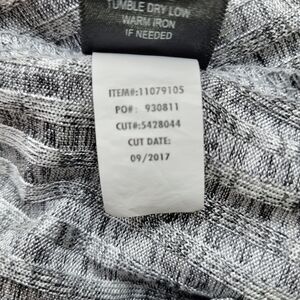 TUMBLE DRY LOW
WARM IRON
IF NEEDED
ITEM#:11079105
PO#: 930811
CUT#:5428044
CUT DATE:
09/2017